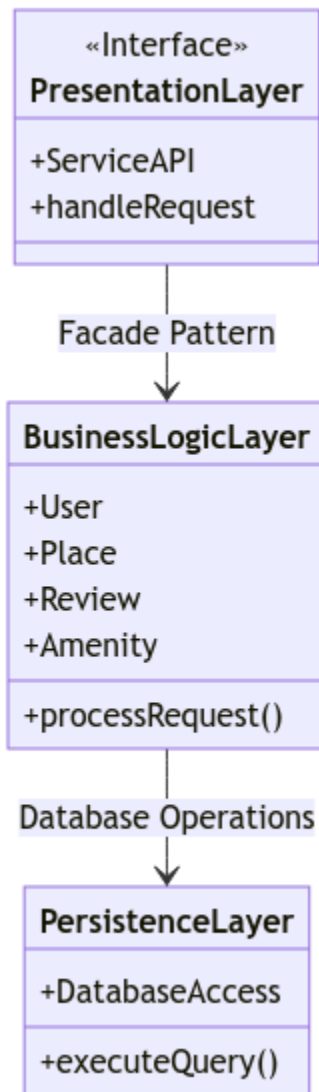 «Interface»
PresentationLayer
+ServiceAPI
+handleRequest
Facade Pattern
BusinessLogicLayer
+User
+Place
+Review
+Amenity
+processRequest()
Database Operations
PersistenceLayer
+DatabaseAccess
+executeQuery()